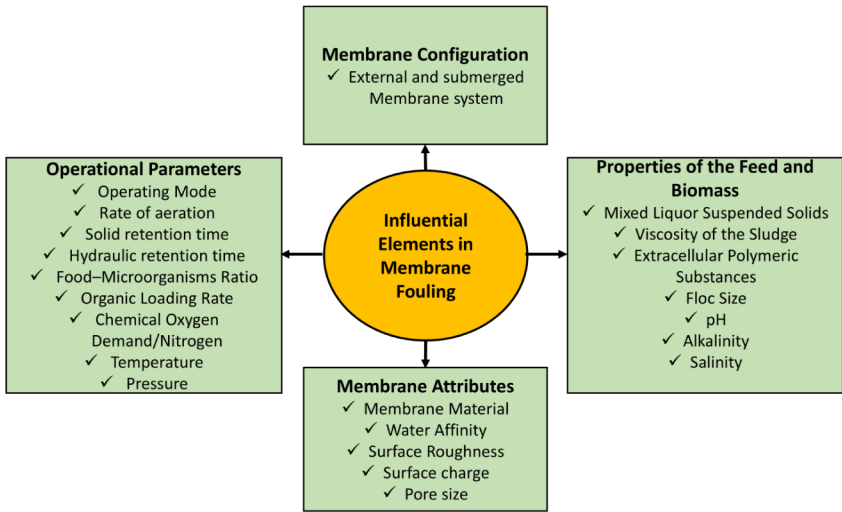 Membrane Configuration
✓ External and submerged
Membrane system
Operational Parameters
✓ Operating Mode
✓ Rate of aeration
✓ Solid retention time
✓ Hydraulic retention time
✓ Food–Microorganisms Ratio
✓ Organic Loading Rate
✓ Chemical Oxygen
Demand/Nitrogen
✓ Temperature
✓ Pressure
Influential
Elements in
Membrane
Fouling
Properties of the Feed and
Biomass
✓ Mixed Liquor Suspended Solids
✓ Viscosity of the Sludge
✓ Extracellular Polymeric
Substances
✓ Floc Size
✓ pH
✓ Alkalinity
✓ Salinity
Membrane Attributes
✓ Membrane Material
✓ Water Affinity
✓ Surface Roughness
✓ Surface charge
✓ Pore size